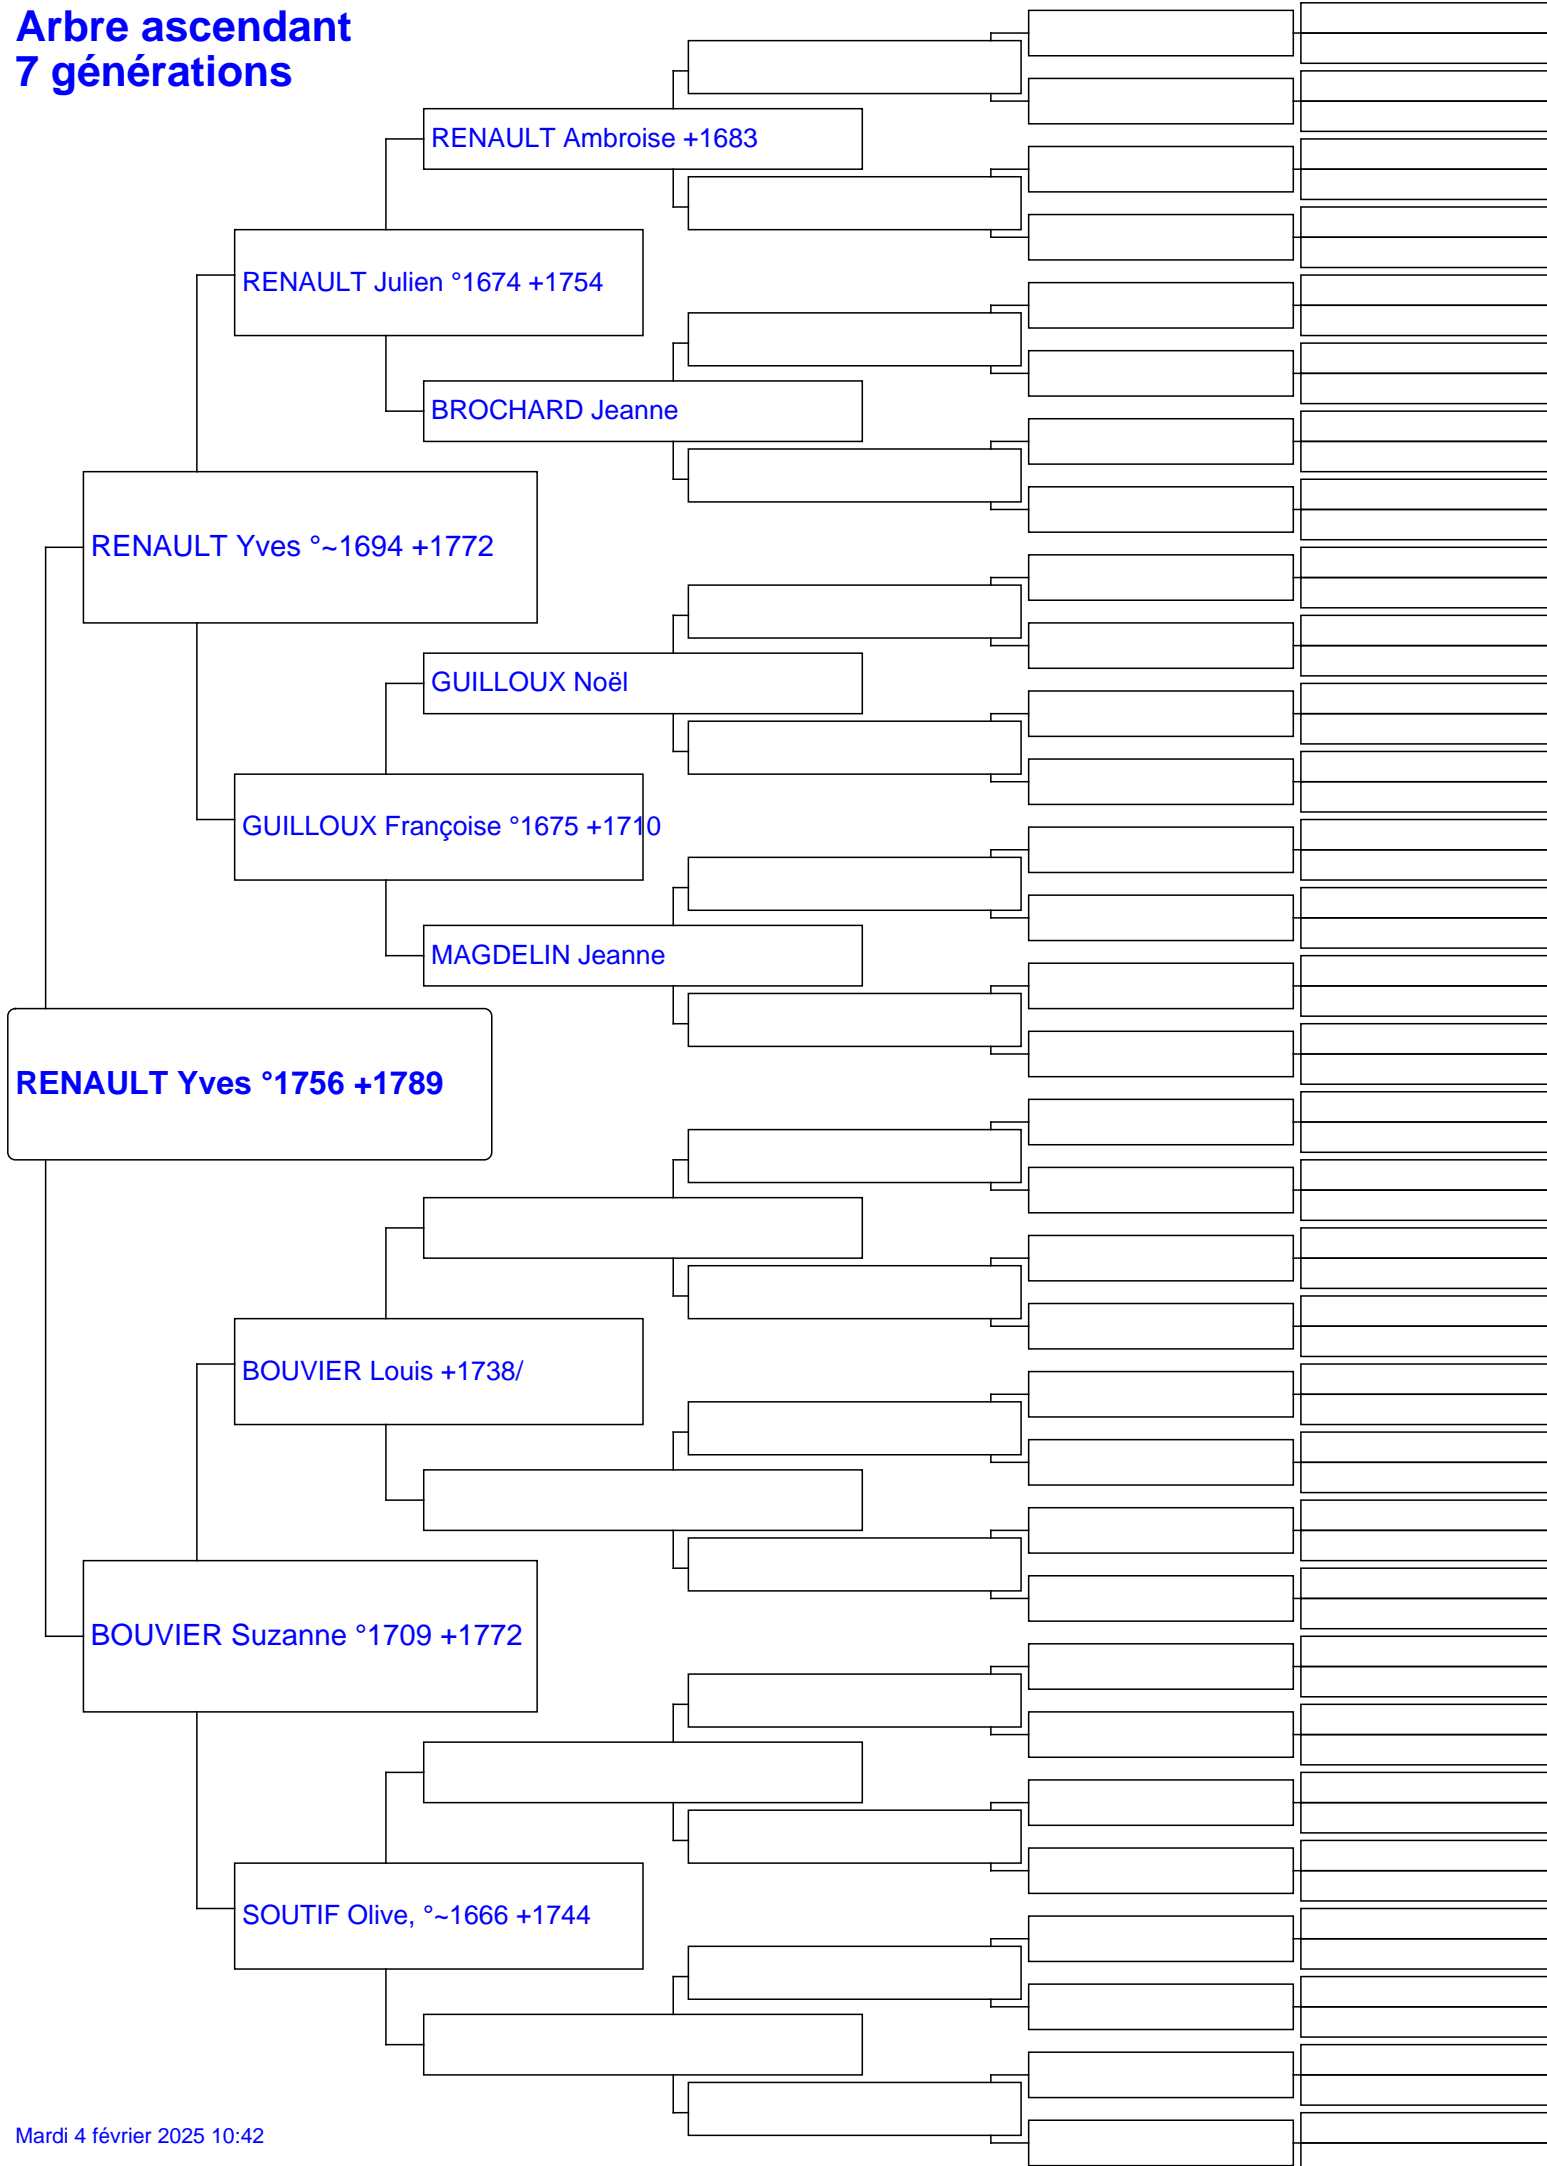 Arbre ascendant
7 générations
RENAULT Ambroise +1683
RENAULT Julien °1674 +1754
BROCHARD Jeanne
RENAULT Yves °~1694 +1772
GUILLOUX Noël
GUILLOUX Françoise °1675 +1710
MAGDELIN Jeanne
RENAULT Yves °1756 +1789
BOUVIER Louis +1738/
BOUVIER Suzanne °1709 +1772
SOUTIF Olive, °~1666 +1744
Mardi 4 février 2025 10:42